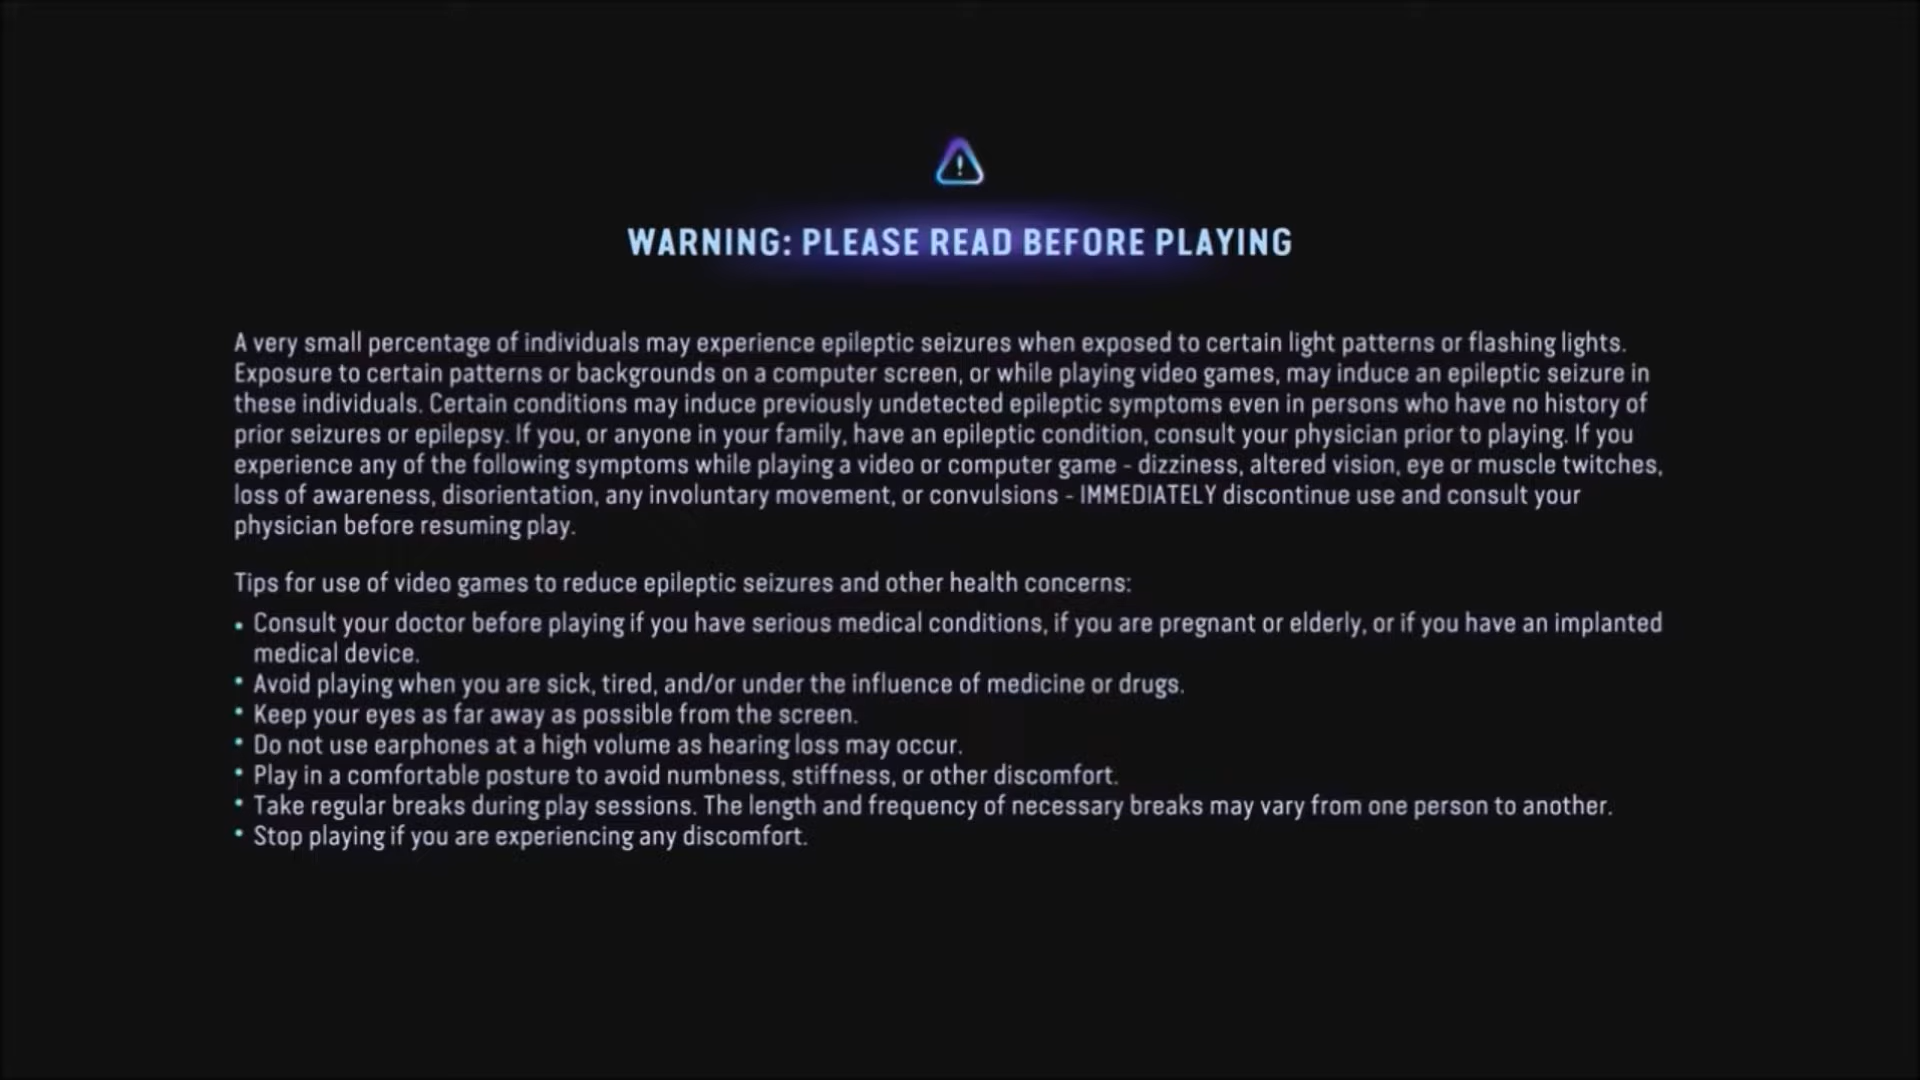 WARNING: PLEASE READ BEFORE PLAYING
A very small percentage of individuals may experience epileptic seizures when exposed to certain light patterns or flashing lights.
Exposure to certain patterns or backgrounds on a computer screen, or while playing video games, may induce an epileptic seizure in
these individuals. Certain conditions may induce previously undetected epileptic symptoms even in persons who have no history of
prior seizures or epilepsy. If you, or anyone in your family, have an epileptic condition, consult your physician prior to playing. If you
experience any of the following symptoms while playing a video or computer game - dizziness, altered vision, eye or muscle twitches,
loss of awareness, disorientation, any involuntary movement, or convulsions - IMMEDIATELY discontinue use and consult your
physician before resuming play.
Tips for use of video games to reduce epileptic seizures and other health concerns:
• Consult your doctor before playing if you have serious medical conditions, if you are pregnant or elderly, or if you have an implanted
medical device.
• Avoid playing when you are sick, tired, and/or under the influence of medicine or drugs.
• Keep your eyes as far away as possible from the screen.
• Do not use earphones at a high volume as hearing loss may occur.
• Play in a comfortable posture to avoid numbness, stiffness, or other discomfort.
• Take regular breaks during play sessions. The length and frequency of necessary breaks may vary from one person to another.
• Stop playing if you are experiencing any discomfort.